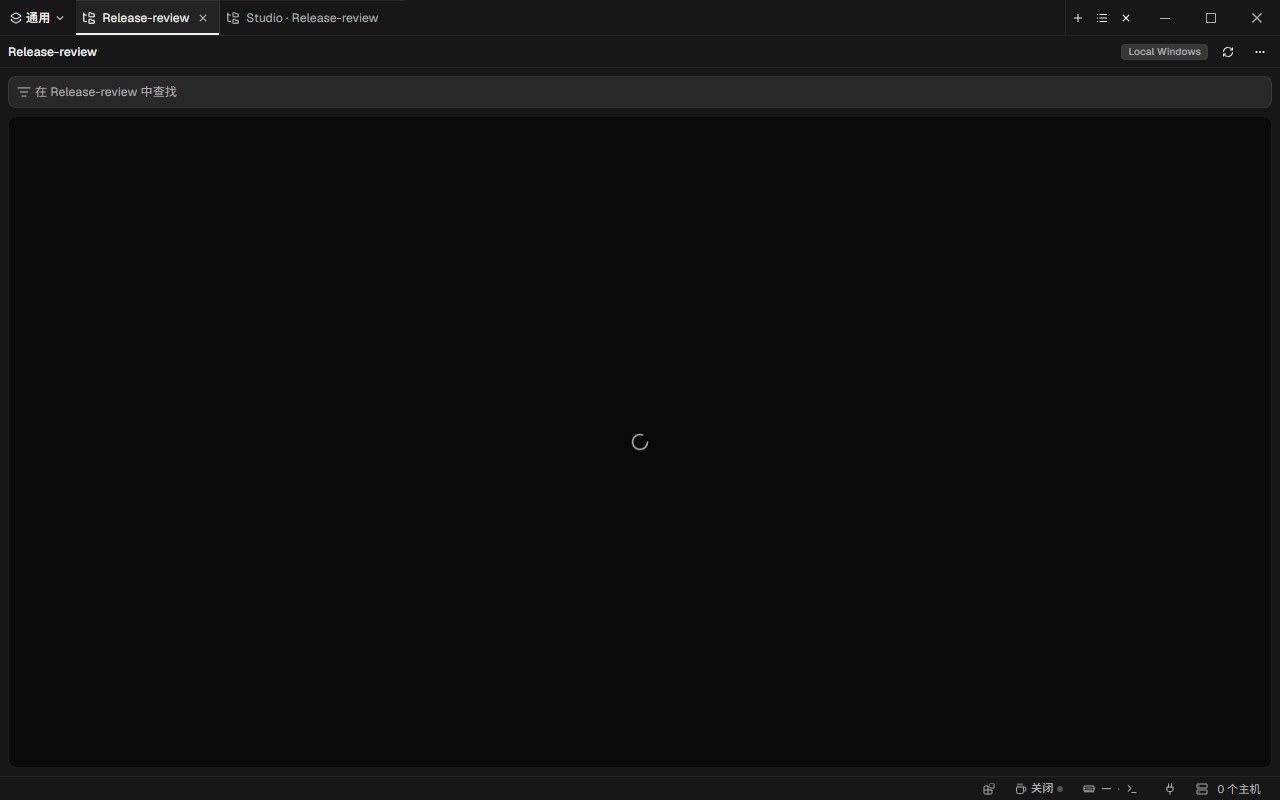 通用
Release-review
Studio · Release-review
Release-review
Local Windows
在 Release-review 中查找
关闭
0 个主机